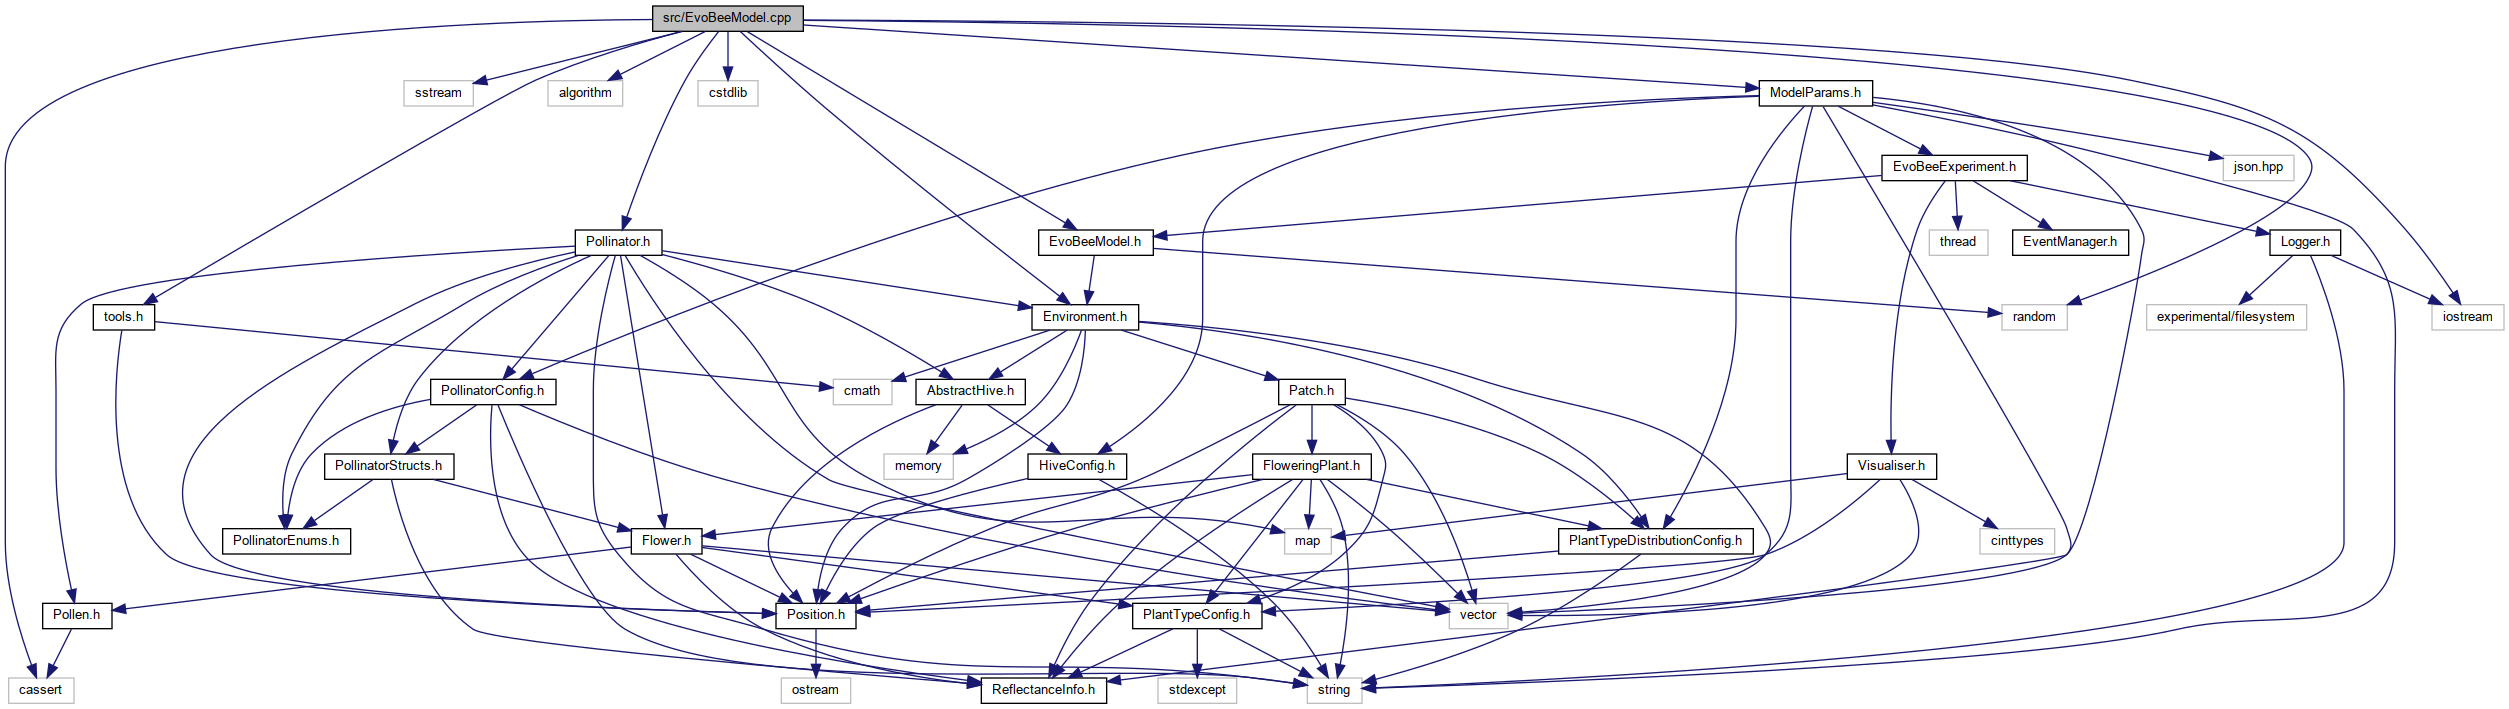 src/EvoBeeModel.cpp
sstream
algorithm
cstdlib
ModelParams.h
EvoBeeExperiment.h
json.hpp
Pollinator.h
EvoBeeModel.h
thread
EventManager.h
Logger.h
tools.h
Environment.h
random
experimental/filesystem
iostream
PollinatorConfig.h
cmath
AbstractHive.h
Patch.h
PollinatorStructs.h
memory
HiveConfig.h
FloweringPlant.h
Visualiser.h
PollinatorEnums.h
Flower.h
map
PlantTypeDistributionConfig.h
cinttypes
Pollen.h
Position.h
PlantTypeConfig.h
vector
cassert
ostream
ReflectanceInfo.h
stdexcept
string